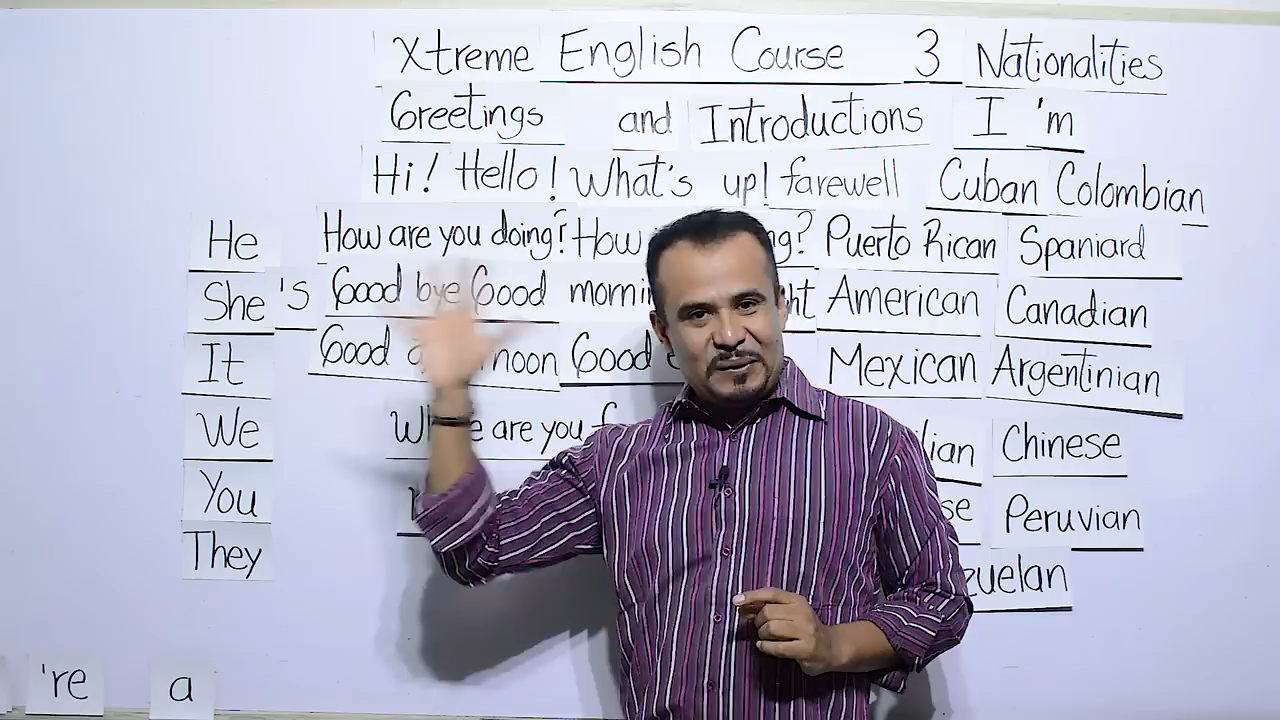 Xtreme English Course 3 Nationalities
Greetings and Introductions I 'm
Hi! Hello! What's up! farewell Cuban Colombian
He How are you doing? How Puerto Rican Spaniard
She 's Good bye Good American Canadian
It Good Good Mexican Argentinian
We are you Chinese
You Peruvian
They
're a